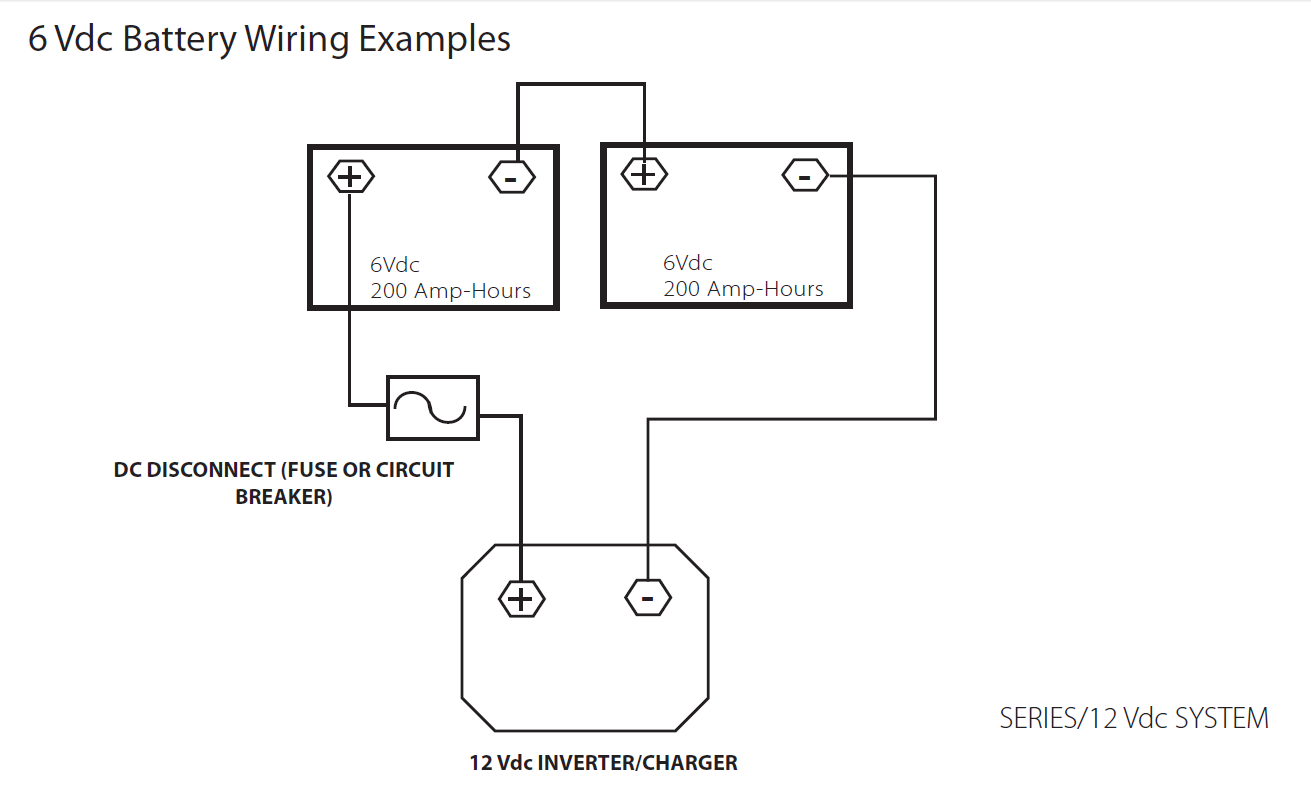 6 Vdc Battery Wiring Examples
+
-
+
-
6Vdc
200 Amp-Hours
6Vdc
200 Amp-Hours
DC DISCONNECT (FUSE OR CIRCUIT
BREAKER)
+
-
SERIES/12 Vdc SYSTEM
12 Vdc INVERTER/CHARGER